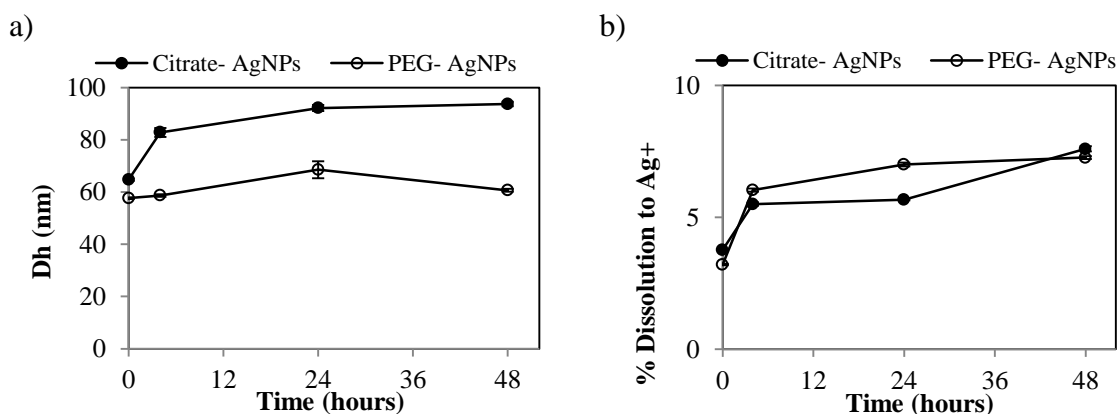 a)
Citrate- AgNPs
PEG- AgNPs
100
80
60
40
20
0
Dh (nm)
0 12 24 36 48
Time (hours)
b)
Citrate- AgNPs
PEG- AgNPs
10
5
0
% Dissolution to Ag+
0 12 24 36 48
Time (hours)